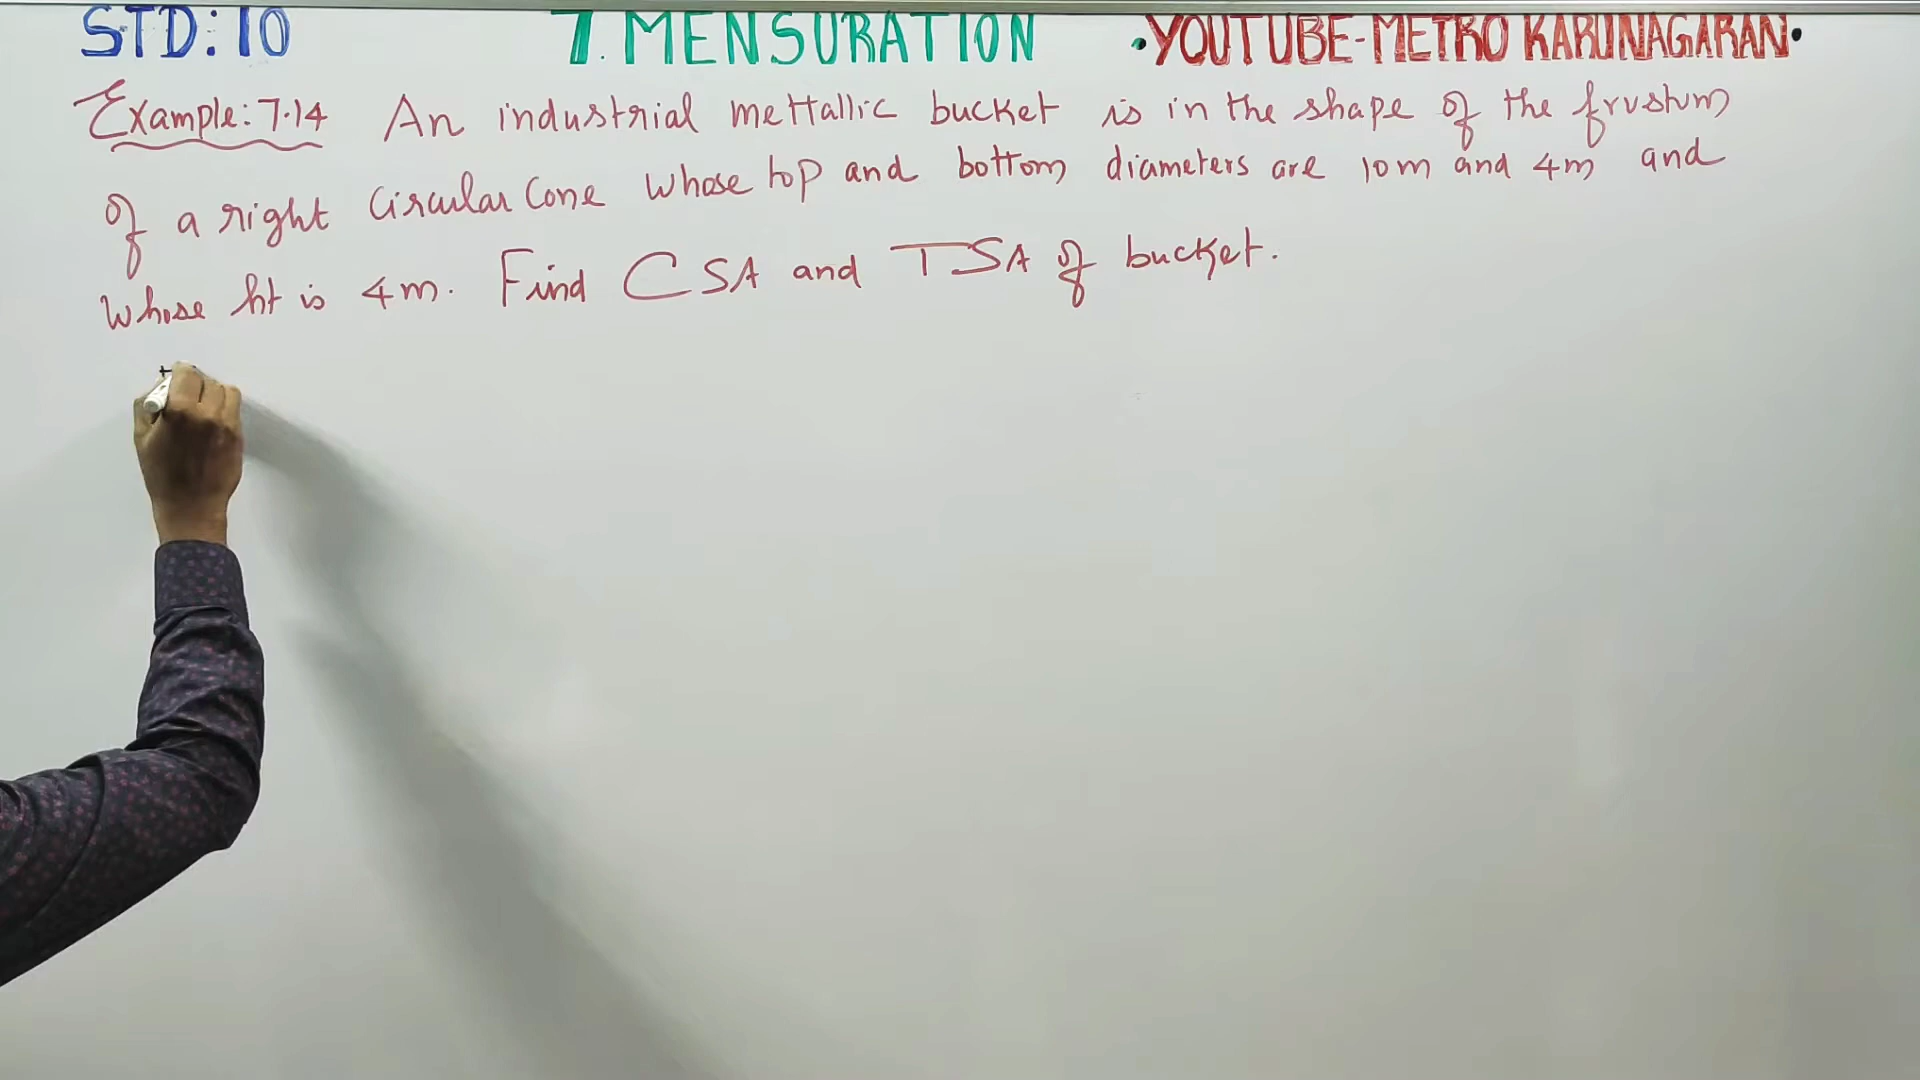 STD:10 7. MENSURATION •YOUTUBE-METRO KARUNAGARAN•
Example:7.14 An industrial mettallic bucket is in the shape of the frustum
of a right circular cone whose top and bottom diameters are 10m and 4m and
whose ht is 4m. Find CSA and TSA of bucket.